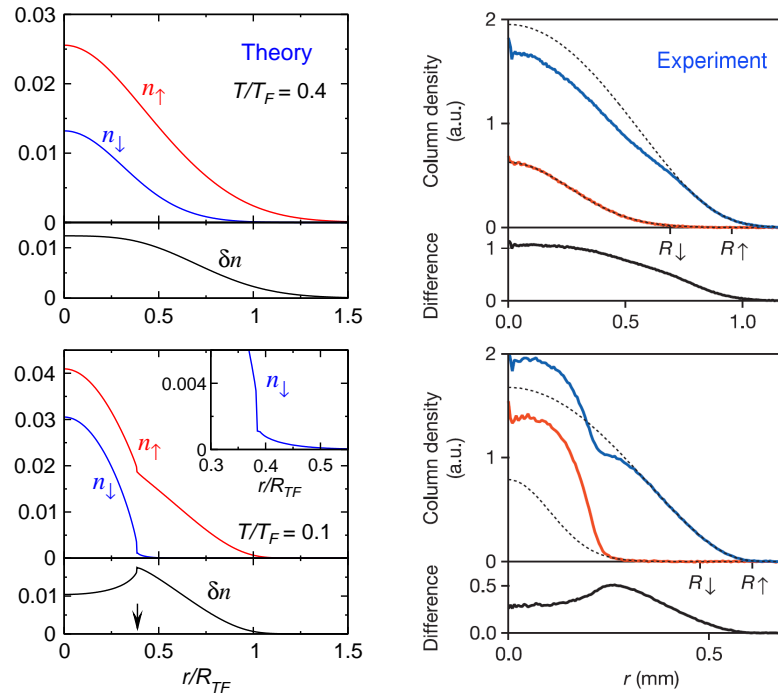 0.03
0.02
0.01
0
Theory
T/T_F = 0.4
n↑
n↓
0.01
0
δn
0
0.5
1
1.5
0.04
0.03
0.02
0.01
0
n↑
n↓
T/T_F = 0.1
0.004
0
n↓
0.3
0.4
0.5
r/R_TF
0.01
0
δn
0
0.5
1
1.5
r/R_TF
2
1
0
Column density
(a.u.)
Experiment
1
0
Difference
R↓
R↑
0.0
0.5
1.0
2
1
0
Column density
(a.u.)
0.5
0.0
Difference
R↓
R↑
0.0
0.5
r (mm)